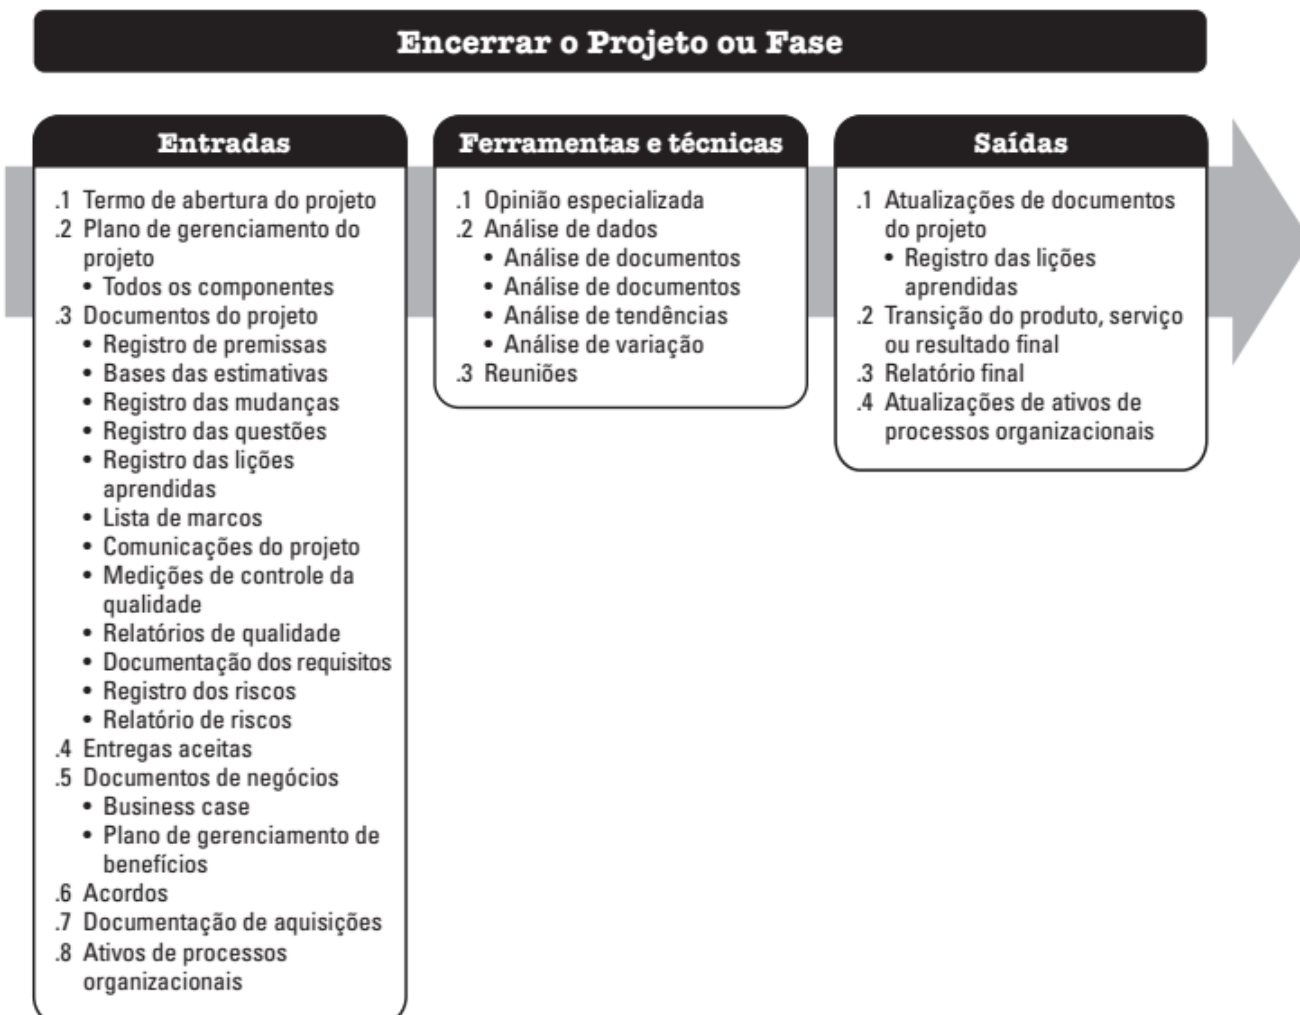 Encerrar o Projeto ou Fase
Entradas
.1 Termo de abertura do projeto
.2 Plano de gerenciamento do
projeto
• Todos os componentes
.3 Documentos do projeto
• Registro de premissas
• Bases das estimativas
• Registro das mudanças
• Registro das questões
• Registro das lições
aprendidas
• Lista de marcos
• Comunicações do projeto
• Medições de controle da
qualidade
• Relatórios de qualidade
• Documentação dos requisitos
• Registro dos riscos
• Relatório de riscos
.4 Entregas aceitas
.5 Documentos de negócios
• Business case
• Plano de gerenciamento de
benefícios
.6 Acordos
.7 Documentação de aquisições
.8 Ativos de processos
organizacionais
Ferramentas e técnicas
.1 Opinião especializada
.2 Análise de dados
• Análise de documentos
• Análise de documentos
• Análise de tendências
• Análise de variação
.3 Reuniões
Saídas
.1 Atualizações de documentos
do projeto
• Registro das lições
aprendidas
.2 Transição do produto, serviço
ou resultado final
.3 Relatório final
.4 Atualizações de ativos de
processos organizacionais